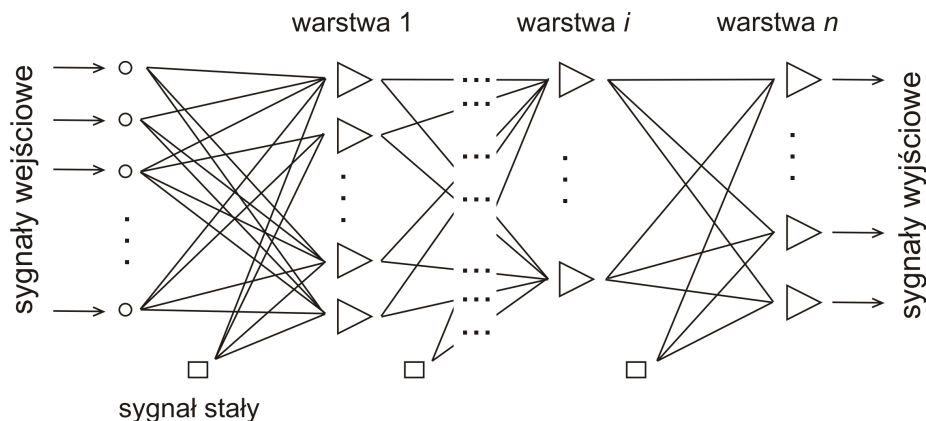 warstwa 1
warstwa i
warstwa n
sygnały wejściowe
sygnały wyjściowe
sygnał stały